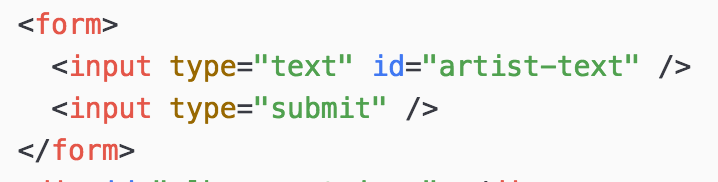 <form>
<input type="text" id="artist-text" />
<input type="submit" />
</form>